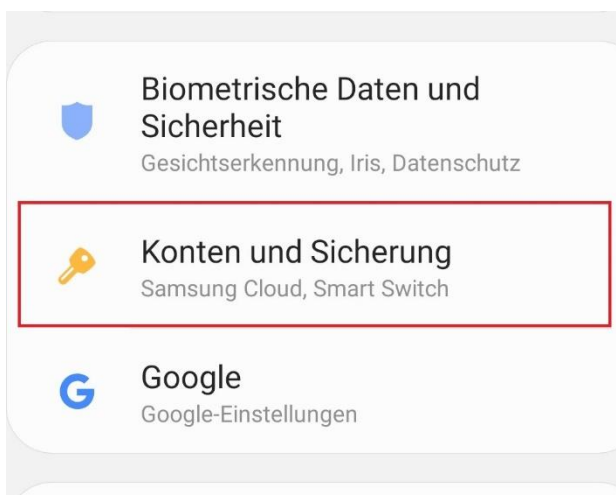 Biometrische Daten und
Sicherheit
Gesichtserkennung, Iris, Datenschutz
Konten und Sicherung
Samsung Cloud, Smart Switch
Google
Google-Einstellungen